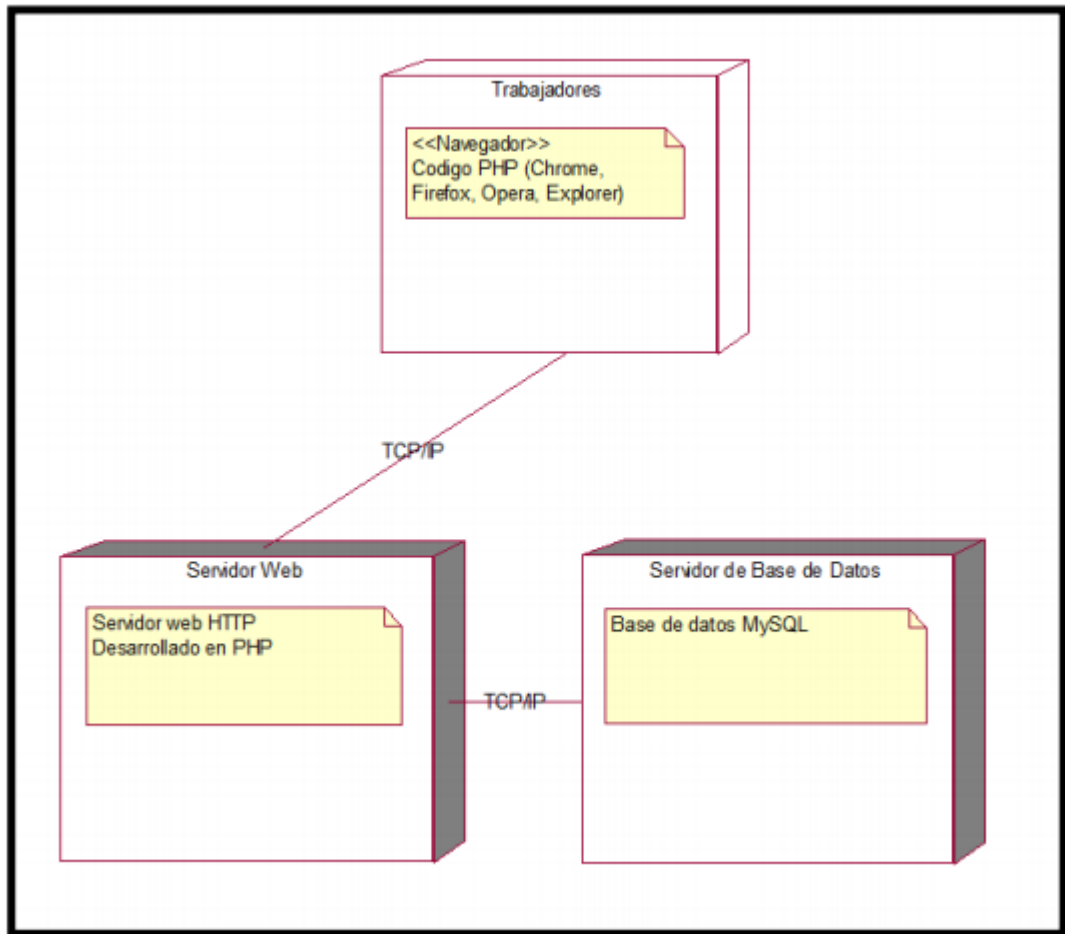 Trabajadores
<<Navegador>>
Codigo PHP (Chrome,
Firefox, Opera, Explorer)
TCP/IP
Servidor Web
Servidor web HTTP
Desarrollado en PHP
TCP/IP
Servidor de Base de Datos
Base de datos MySQL